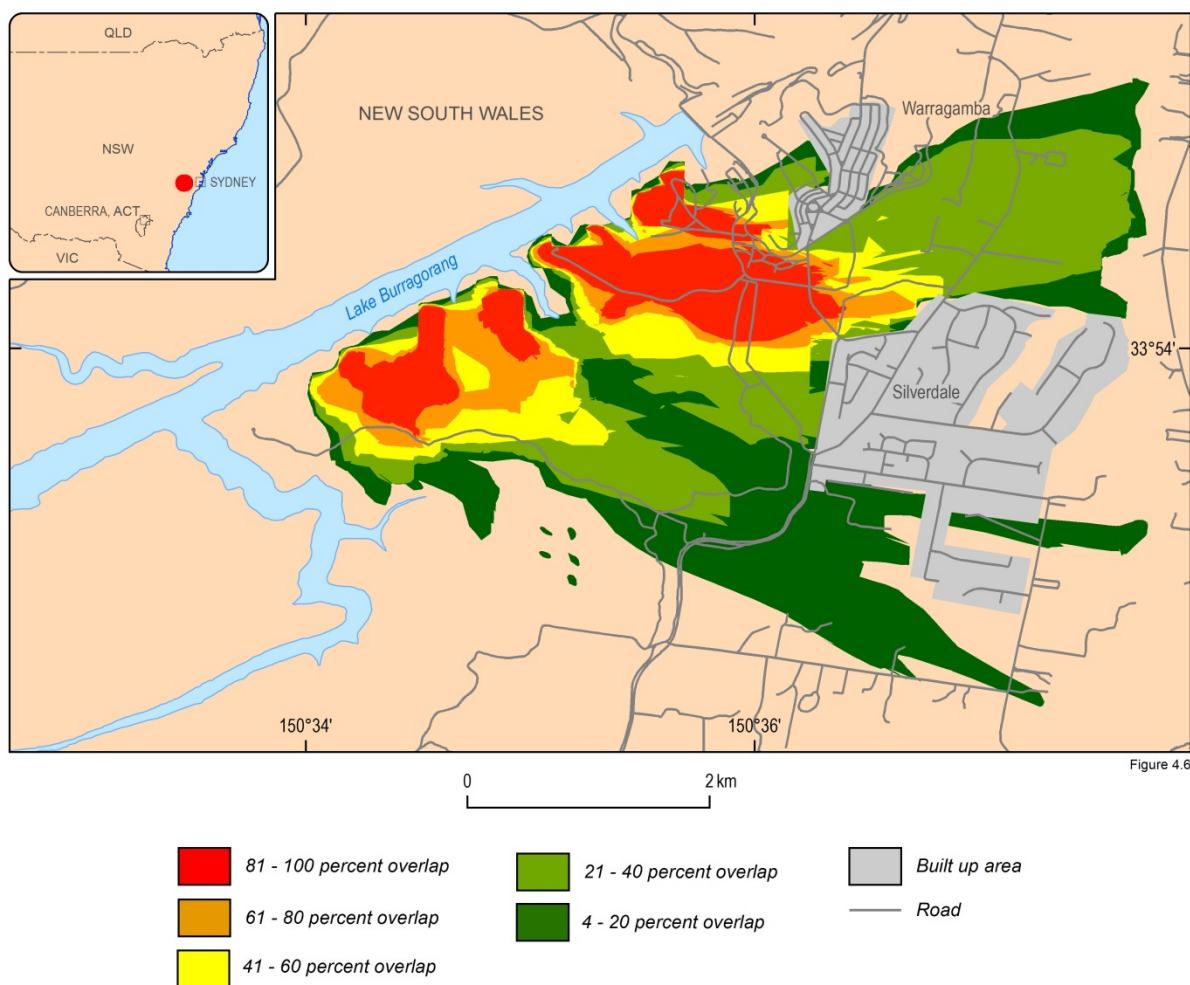 QLD
NSW
SYDNEY
CANBERRA, ACT
VIC
NEW SOUTH WALES
Warragamba
Lake Burragorang
33°54'
Silverdale
150°34'
150°36'
Figure 4.6
0
2 km
81 - 100 percent overlap
61 - 80 percent overlap
41 - 60 percent overlap
21 - 40 percent overlap
4 - 20 percent overlap
Built up area
Road